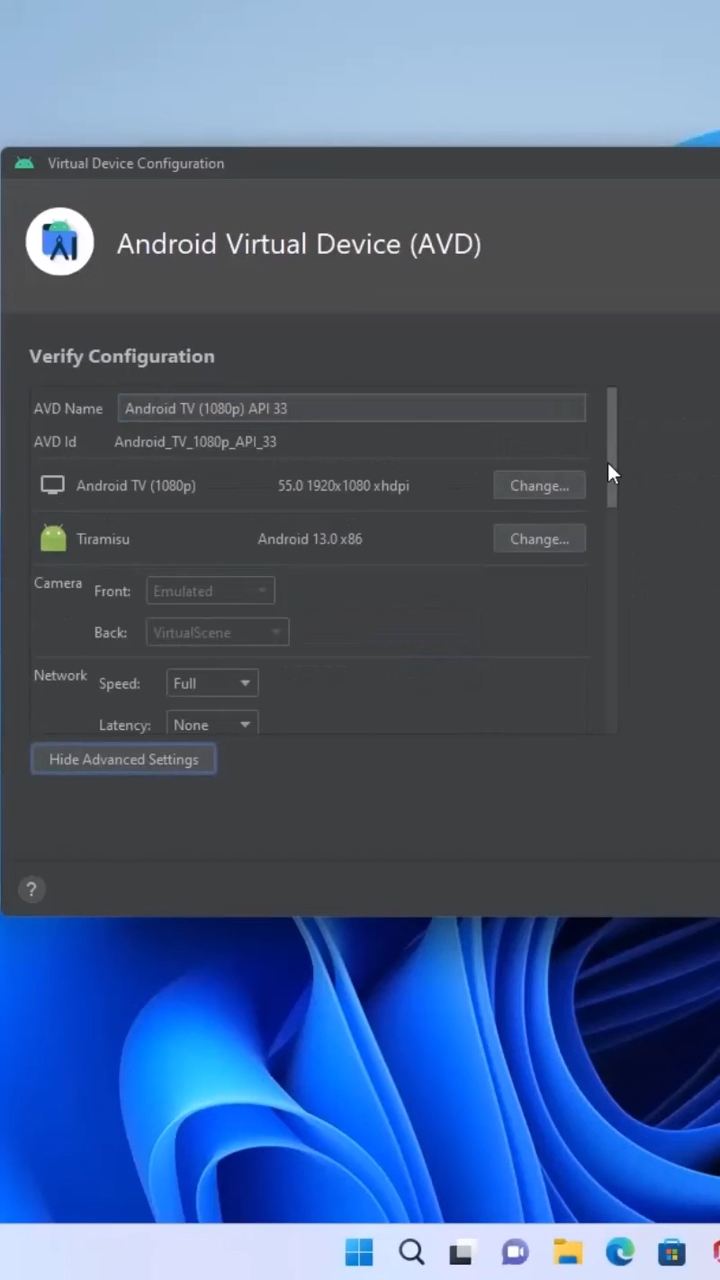 Virtual Device Configuration
Android Virtual Device (AVD)
Verify Configuration
AVD Name Android TV (1080p) API 33
AVD Id Android_TV_1080p_API_33
Android TV (1080p) 55.0 1920x1080 xhdpi Change...
Tiramisu Android 13.0 x86 Change...
Camera Front: Emulated
Back: VirtualScene
Network Speed: Full
Latency: None
Hide Advanced Settings
?